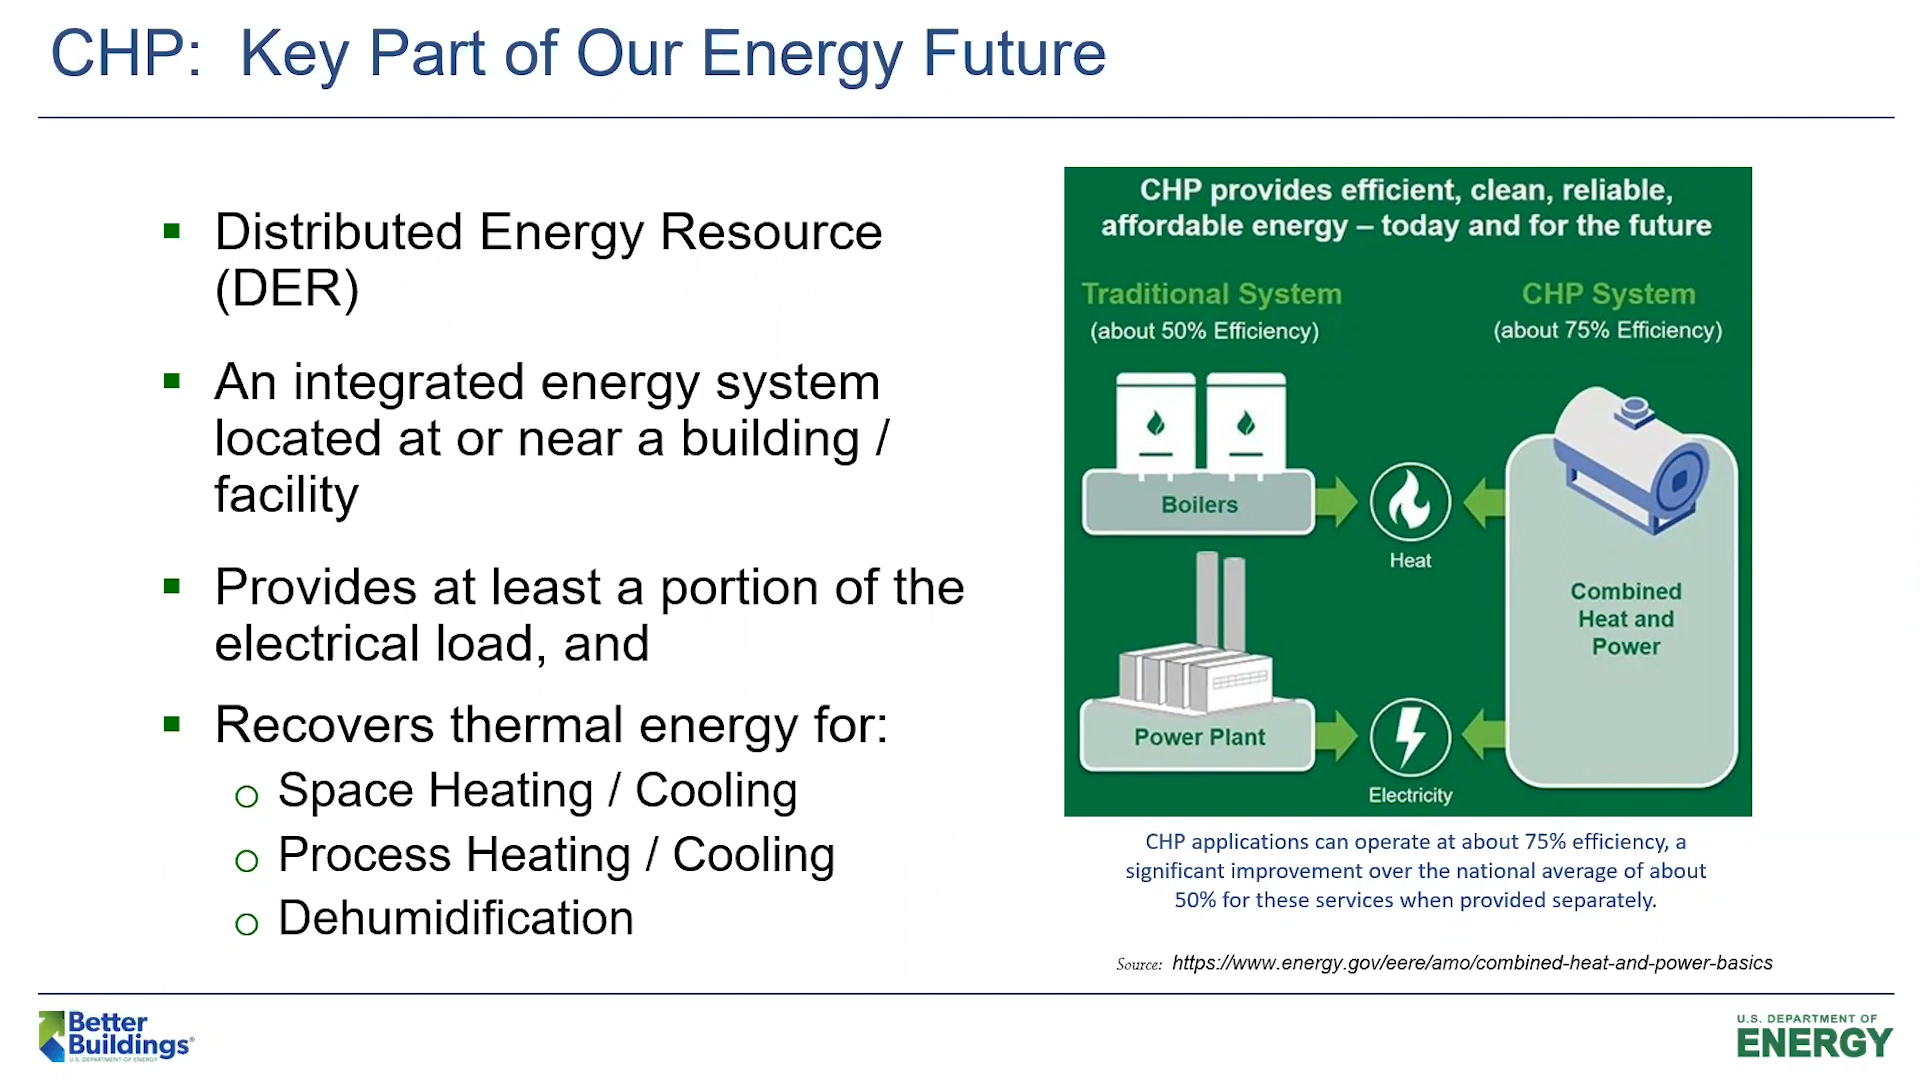 CHP:  Key Part of Our Energy Future
Distributed Energy Resource
(DER)
An integrated energy system
located at or near a building /
facility
Provides at least a portion of the
electrical load, and
Recovers thermal energy for:
Space Heating / Cooling
Process Heating / Cooling
Dehumidification
CHP provides efficient, clean, reliable,
affordable energy – today and for the future
Traditional System
(about 50% Efficiency)
CHP System
(about 75% Efficiency)
Boilers
Heat
Combined
Heat and
Power
Power Plant
Electricity
CHP applications can operate at about 75% efficiency, a
significant improvement over the national average of about
50% for these services when provided separately.
Source: https://www.energy.gov/eere/amo/combined-heat-and-power-basics
Better
Buildings®
U.S. DEPARTMENT OF ENERGY
U.S. DEPARTMENT OF
ENERGY